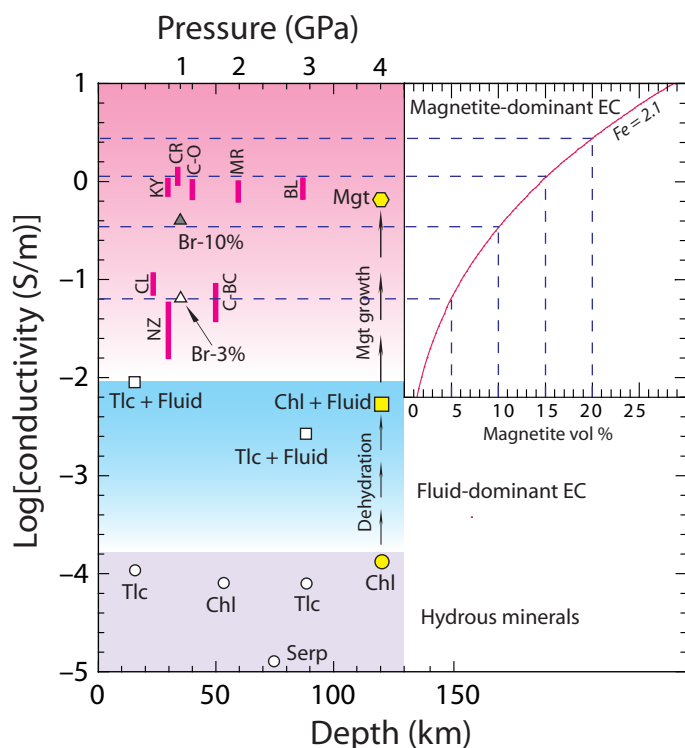 Pressure (GPa)
1 2 3 4
Log[conductivity (S/m)]
1
0
−1
−2
−3
−4
−5
KY
CR
IC-O
MR
BL
Mgt
Br-10%
CL
NZ
Br-3%
C-BC
Mgt growth
Tlc + Fluid
Chl + Fluid
Tlc + Fluid
Dehydration
Tlc
Chl
Tlc
Chl
Serp
Magnetite-dominant EC
Fe = 2.1
0 5 10 15 20 25
Magnetite vol %
Fluid-dominant EC
Hydrous minerals
0 50 100 150
Depth (km)